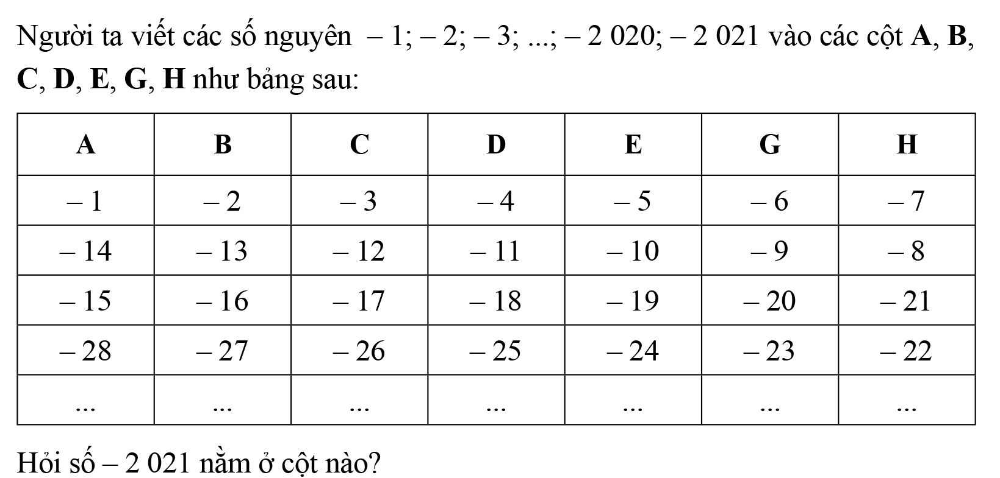 Người ta viết các số nguyên – 1; – 2; – 3; ...; – 2 020; – 2 021 vào các cột A, B,
C, D, E, G, H như bảng sau:
A B C D E G H
– 1 – 2 – 3 – 4 – 5 – 6 – 7
– 14 – 13 – 12 – 11 – 10 – 9 – 8
– 15 – 16 – 17 – 18 – 19 – 20 – 21
– 28 – 27 – 26 – 25 – 24 – 23 – 22
... ... ... ... ... ... ...
Hỏi số – 2 021 nằm ở cột nào?